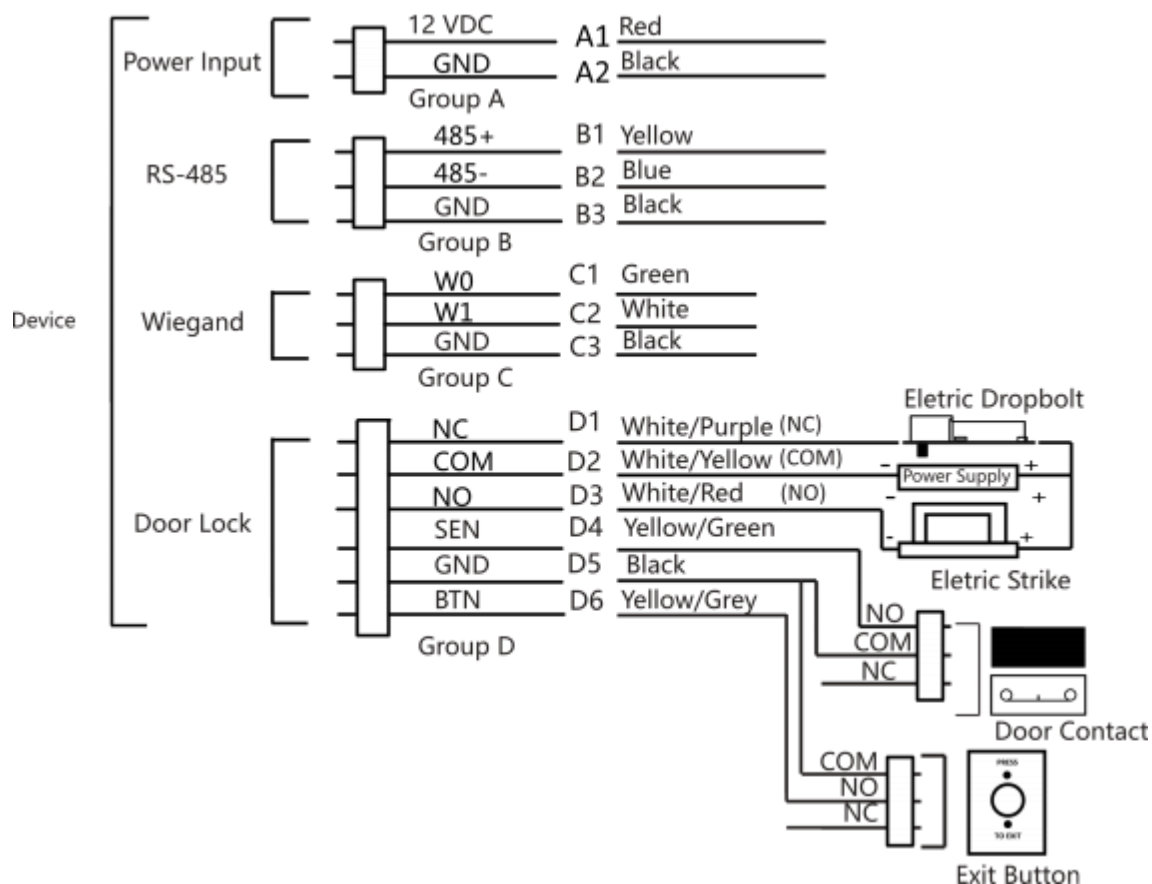 12 VDC A1 Red
Power Input GND A2 Black
Group A
485+ B1 Yellow
RS-485 485- B2 Blue
GND B3 Black
Group B
W0 C1 Green
Device Wiegand W1 C2 White
GND C3 Black
Group C
Eletric Dropbolt
NC D1 White/Purple (NC)
COM D2 White/Yellow (COM) - Power Supply +
NO D3 White/Red (NO) - +
Door Lock SEN D4 Yellow/Green - +
GND D5 Black Eletric Strike
BTN D6 Yellow/Grey
Group D
NO
COM
NC
Door Contact
COM PRESS
NO
NC TO EXIT
Exit Button